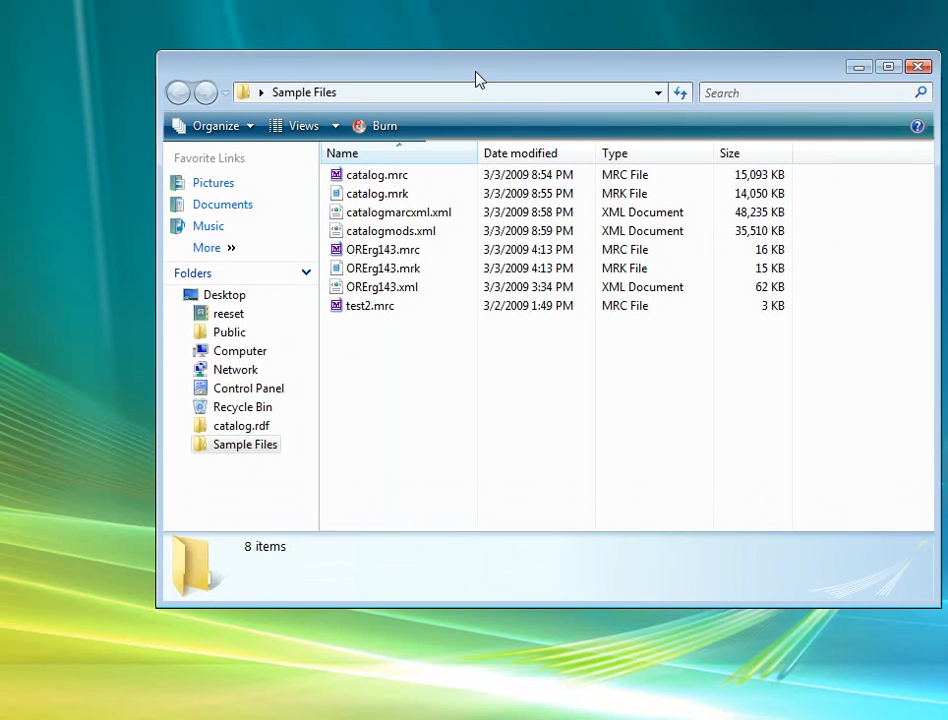 Sample Files
Search
Organize Views Burn
Favorite Links
Pictures
Documents
Music
More »
Folders
Desktop
reeset
Public
Computer
Network
Control Panel
Recycle Bin
catalog.rdf
Sample Files
Name Date modified Type Size
catalog.mrc 3/3/2009 8:54 PM MRC File 15,093 KB
catalog.mrk 3/3/2009 8:55 PM MRK File 14,050 KB
catalogmarcxml.xml 3/3/2009 8:58 PM XML Document 48,235 KB
catalogmods.xml 3/3/2009 8:59 PM XML Document 35,510 KB
ORErg143.mrc 3/3/2009 4:13 PM MRC File 16 KB
ORErg143.mrk 3/3/2009 4:13 PM MRK File 15 KB
ORErg143.xml 3/3/2009 3:34 PM XML Document 62 KB
test2.mrc 3/2/2009 1:49 PM MRC File 3 KB
8 items